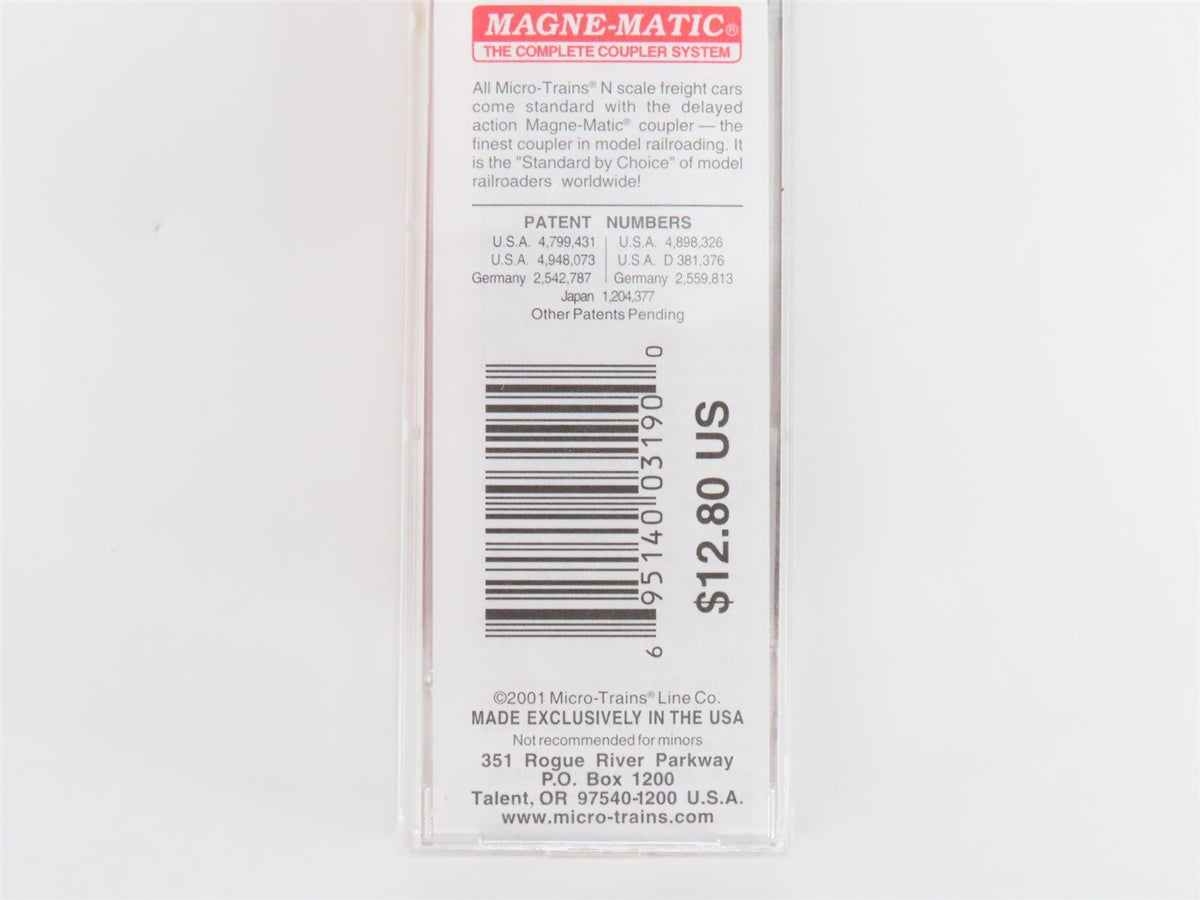 MAGNE-MATIC®
THE COMPLETE COUPLER SYSTEM
All Micro-Trains® N scale freight cars
come standard with the delayed
action Magne-Matic® coupler — the
finest coupler in model railroading. It
is the "Standard by Choice" of model
railroaders worldwide!
PATENT NUMBERS
U.S.A. 4,799,431 U.S.A. 4,898,326
U.S.A. 4,948,073 U.S.A. D 381,376
Germany 2,542,787 Germany 2,559,813
Japan 1,204,377
Other Patents Pending
6 95140 03190 0
$12.80 US
©2001 Micro-Trains® Line Co.
MADE EXCLUSIVELY IN THE USA
Not recommended for minors
351 Rogue River Parkway
P.O. Box 1200
Talent, OR 97540-1200 U.S.A.
www.micro-trains.com